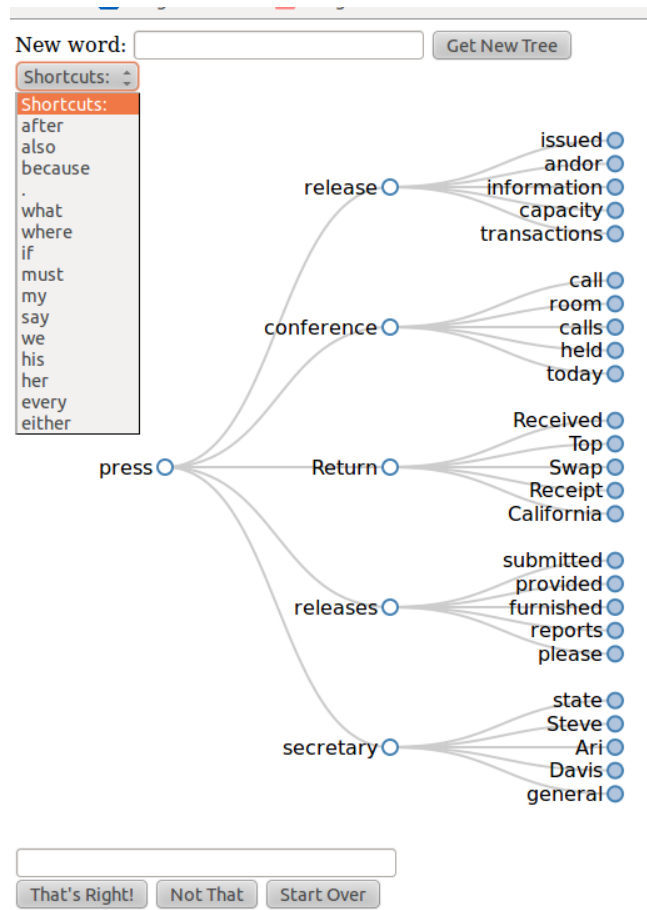 New word:
Get New Tree
Shortcuts:
Shortcuts:
after
also
because
.
what
where
if
must
my
say
we
his
her
every
either
press
release
issued
andor
information
capacity
transactions
conference
call
room
calls
held
today
Return
Received
Top
Swap
Receipt
California
releases
submitted
provided
furnished
reports
please
secretary
state
Steve
Ari
Davis
general
That's Right!
Not That
Start Over